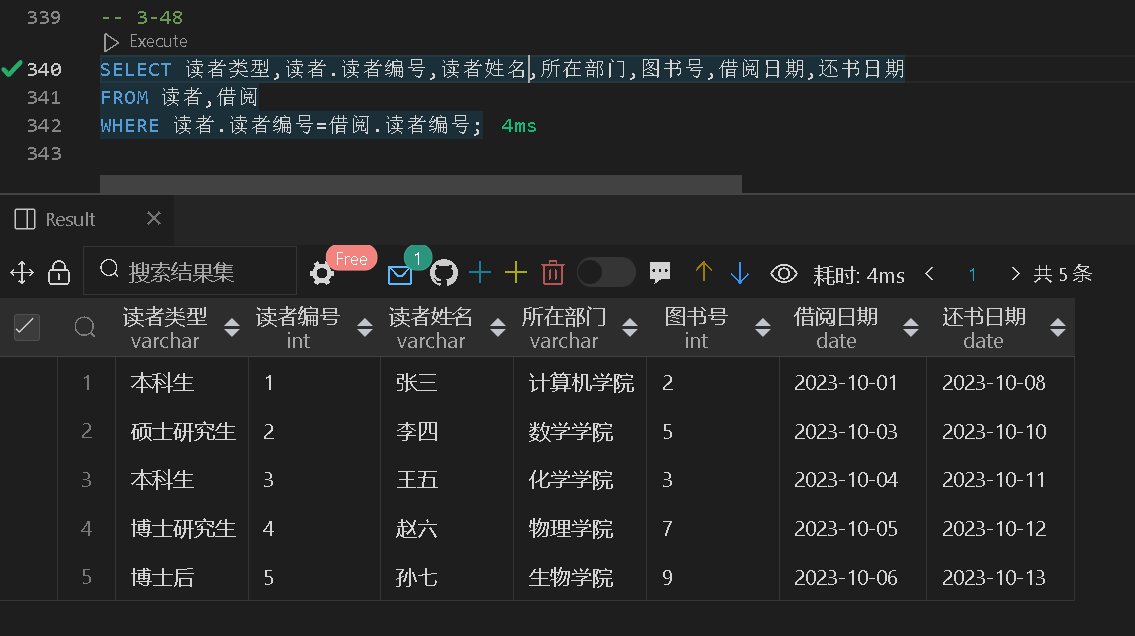 339 -- 3-48
Execute
340 SELECT 读者类型,读者.读者编号,读者姓名,所在部门,图书号,借阅日期,还书日期
341 FROM 读者,借阅
342 WHERE 读者.读者编号=借阅.读者编号; 4ms
343
Result
搜索结果集 Free 1 耗时: 4ms 1 共 5 条
读者类型 读者编号 读者姓名 所在部门 图书号 借阅日期 还书日期
varchar int varchar varchar int date date
1 本科生 1 张三 计算机学院 2 2023-10-01 2023-10-08
2 硕士研究生 2 李四 数学学院 5 2023-10-03 2023-10-10
3 本科生 3 王五 化学学院 3 2023-10-04 2023-10-11
4 博士研究生 4 赵六 物理学院 7 2023-10-05 2023-10-12
5 博士后 5 孙七 生物学院 9 2023-10-06 2023-10-13